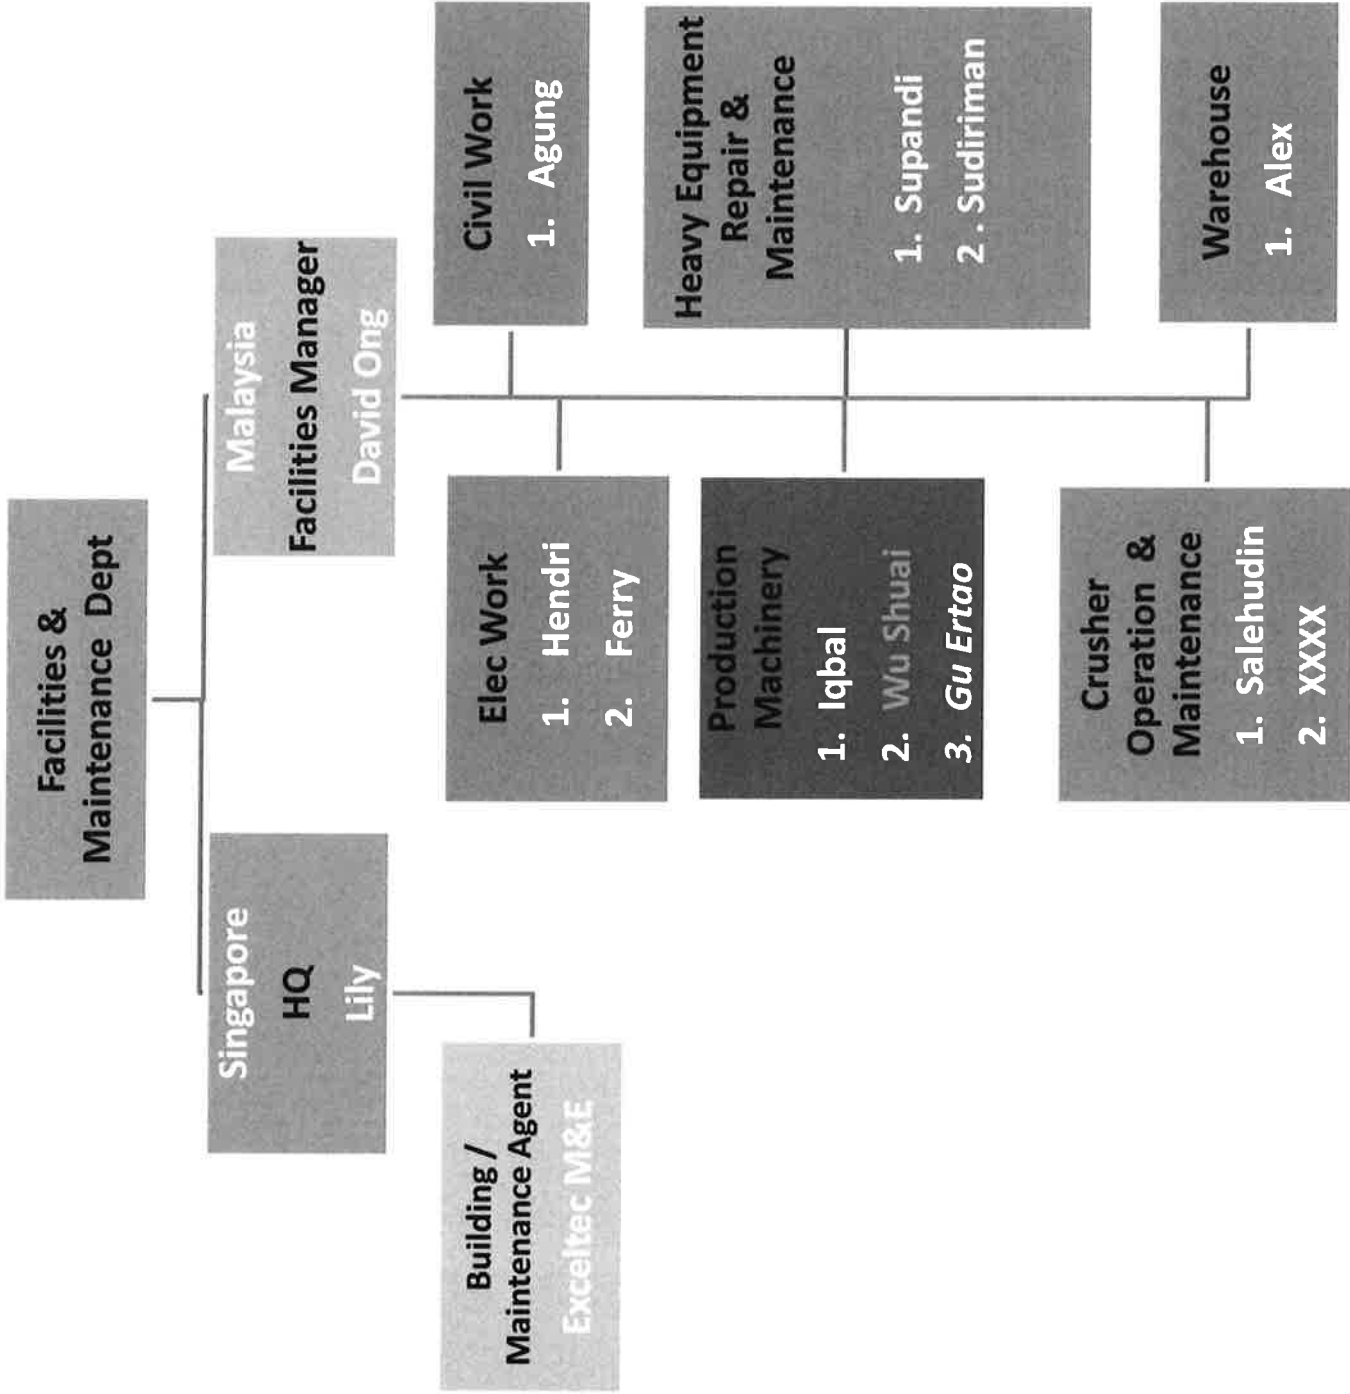 Facilities &
Maintenance Dept
Singapore
HQ
Lily
Malaysia
Facilities Manager
David Ong
Building /
Maintenance Agent
Exceltec M&E
Elec Work
1. Hendri
2. Ferry
Civil Work
1. Agung
Production
Machinery
1. Iqbal
2. Wu Shuai
3. Gu Ertao
Heavy Equipment
Repair &
Maintenance
1. Supandi
2 . Sudiriman
Crusher
Operation &
Maintenance
1. Salehudin
2. XXXX
Warehouse
1. Alex